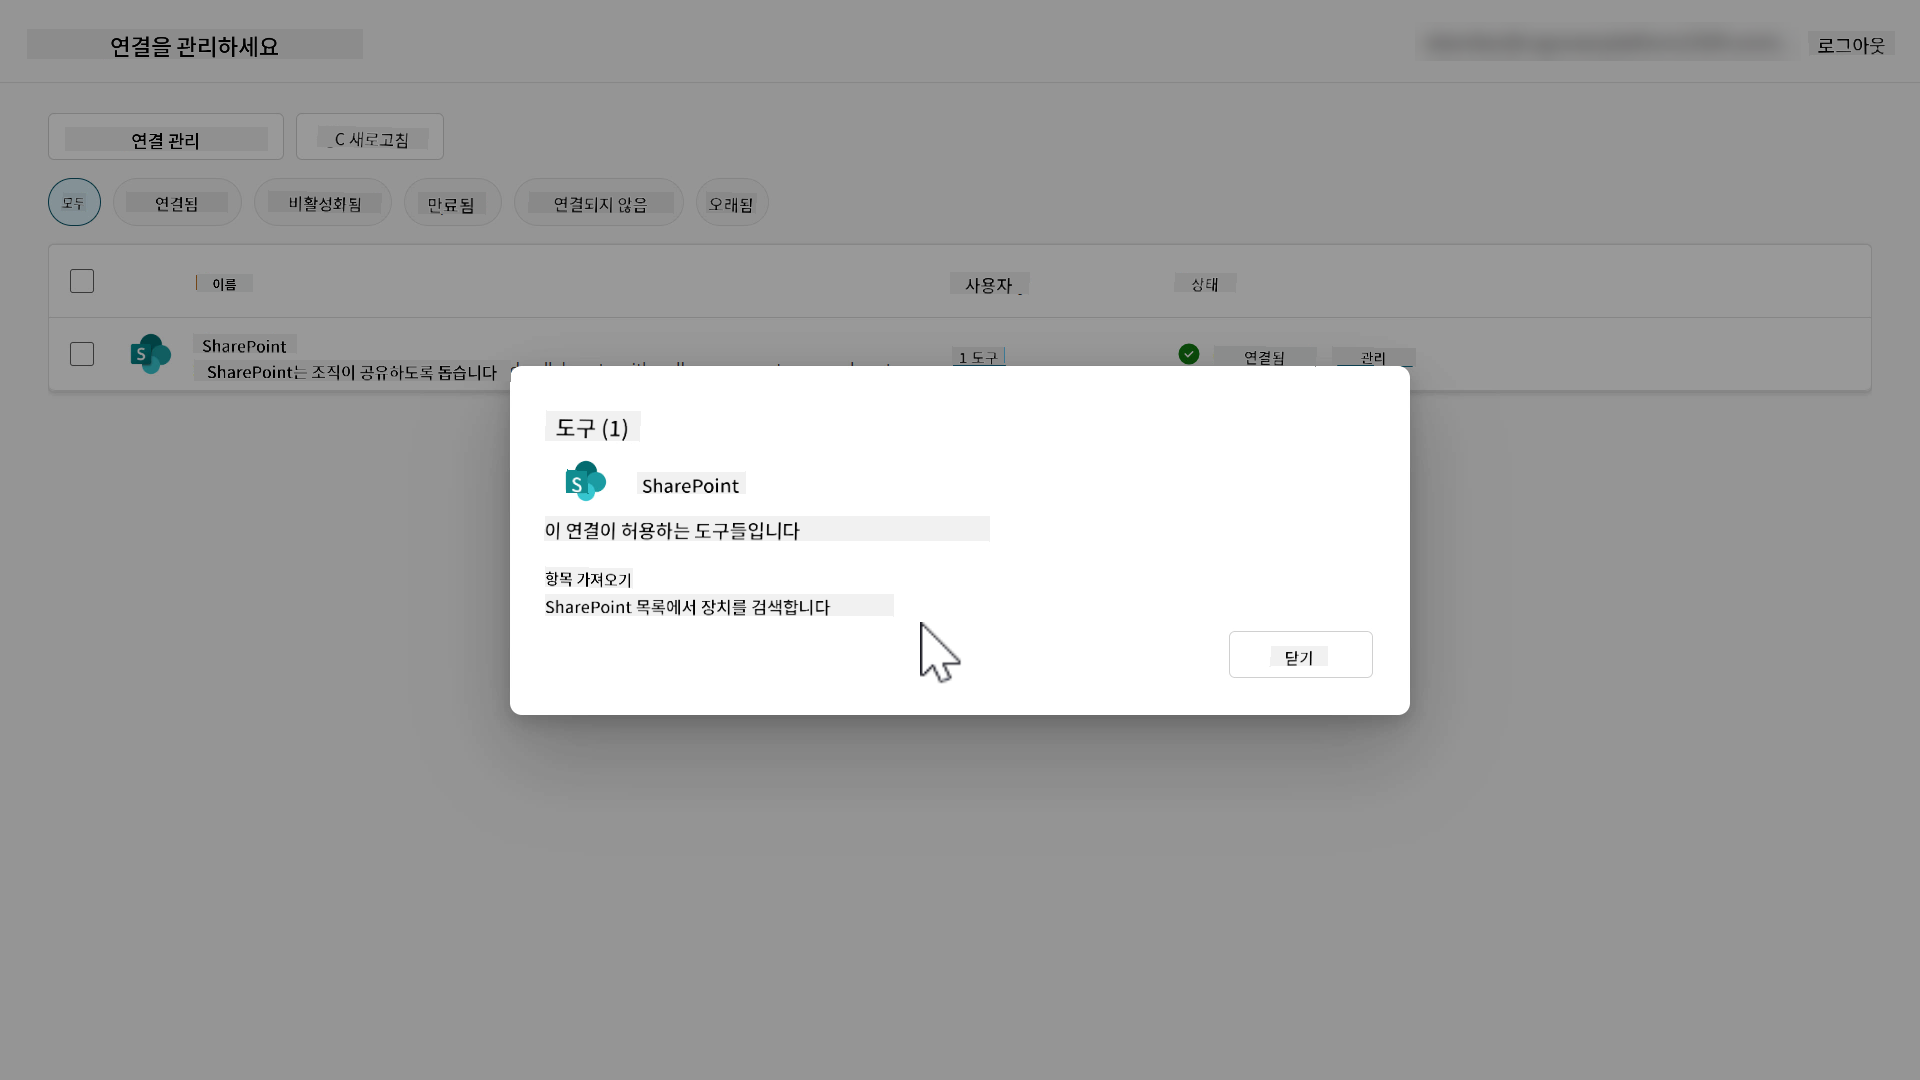 연결을 관리하세요
로그아웃
연결 관리
C 새로고침
모두
연결됨
비활성화됨
만료됨
연결되지 않음
오래됨
이름
사용자
상태
SharePoint
SharePoint는 조직이 공유하도록 돕습니다
1 도구
연결됨
관리
도구 (1)
SharePoint
이 연결이 허용하는 도구들입니다
항목 가져오기
SharePoint 목록에서 장치를 검색합니다
닫기